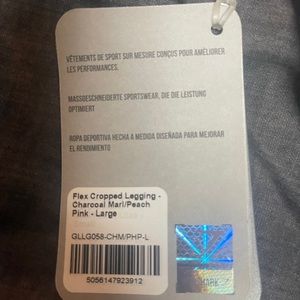 VÊTEMENTS DE SPORT SUR MESURE CONÇUS POUR AMÉLIORER
LES PERFORMANCES.
MASSGESCHNEIDERTE SPORTSWEAR, DIE DIE LEISTUNG
OPTIMIERT
ROPA DEPORTIVA HECHA A MEDIDA DISEÑADA PARA MEJORAR
EL RENDIMIENTO
Flex Cropped Legging -
Charcoal Marl/Peach
Pink - Large
GLLG058-CHM/PHP-L
5056147923912